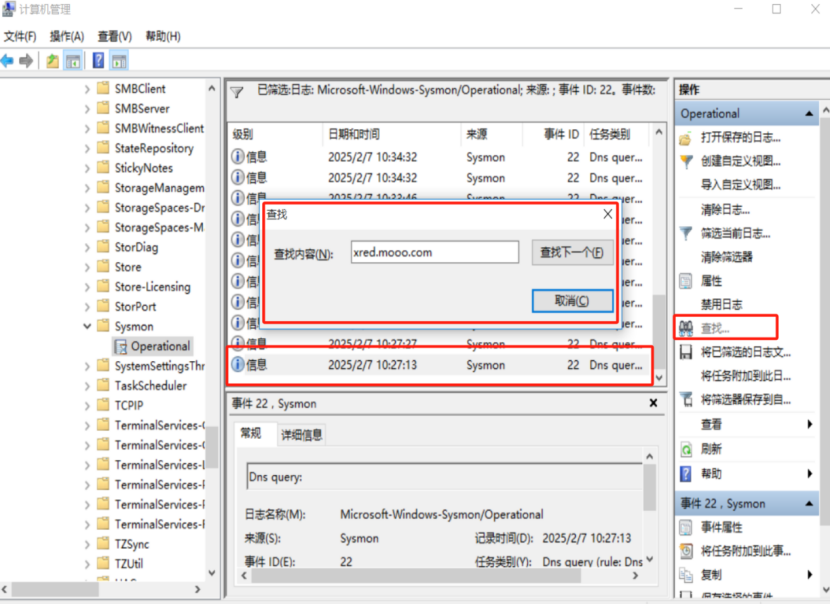 计算机管理
文件(F) 操作(A) 查看(V) 帮助(H)
SMBClient
SMBServer
SMBWitnessClient
StateRepository
StickyNotes
StorageManagem
StorageSpaces-Dr
StorageSpaces-M
StorDiag
Store
Store-Licensing
StorPort
Sysmon
Operational
SystemSettingsThr
TaskScheduler
TCPIP
TerminalServices-C
TerminalServices-C
TerminalServices-L
TerminalServices-P
TerminalServices-F
TerminalServices-F
TZSync
TZUtil
已筛选:日志: Microsoft-Windows-Sysmon/Operational; 来源: ; 事件 ID: 22。事件数:
级别 日期和时间 来源 事件 ID 任务类别
信息 2025/2/7 10:34:32 Sysmon 22 Dns quer...
信息 2025/2/7 10:34:32 Sysmon 22 Dns quer...
信息 2025/2/7 10:33:46 Sysmon 22 Dns quer...
查找
查找内容(N): xred.mooo.com 查找下一个(F)
取消(C)
信息 2025/2/7 10:27:27 Sysmon 22 Dns quer...
信息 2025/2/7 10:27:13 Sysmon 22 Dns quer...
事件 22，Sysmon
常规 详细信息
Dns query:
日志名称(M): Microsoft-Windows-Sysmon/Operational
来源(S): Sysmon 记录时间(D): 2025/2/7 10:27:13
事件 ID(E): 22 任务类别(Y): Dns query (rule: Dns
操作
Operational
打开保存的日志...
创建自定义视图...
导入自定义视图...
清除日志...
筛选当前日志...
清除筛选器
属性
禁用日志
查找...
将已筛选的日志文...
将任务附加到此日...
将筛选器保存到自...
查看
刷新
帮助
事件 22，Sysmon
事件属性
将任务附加到此事...
复制
保存选择的事件...